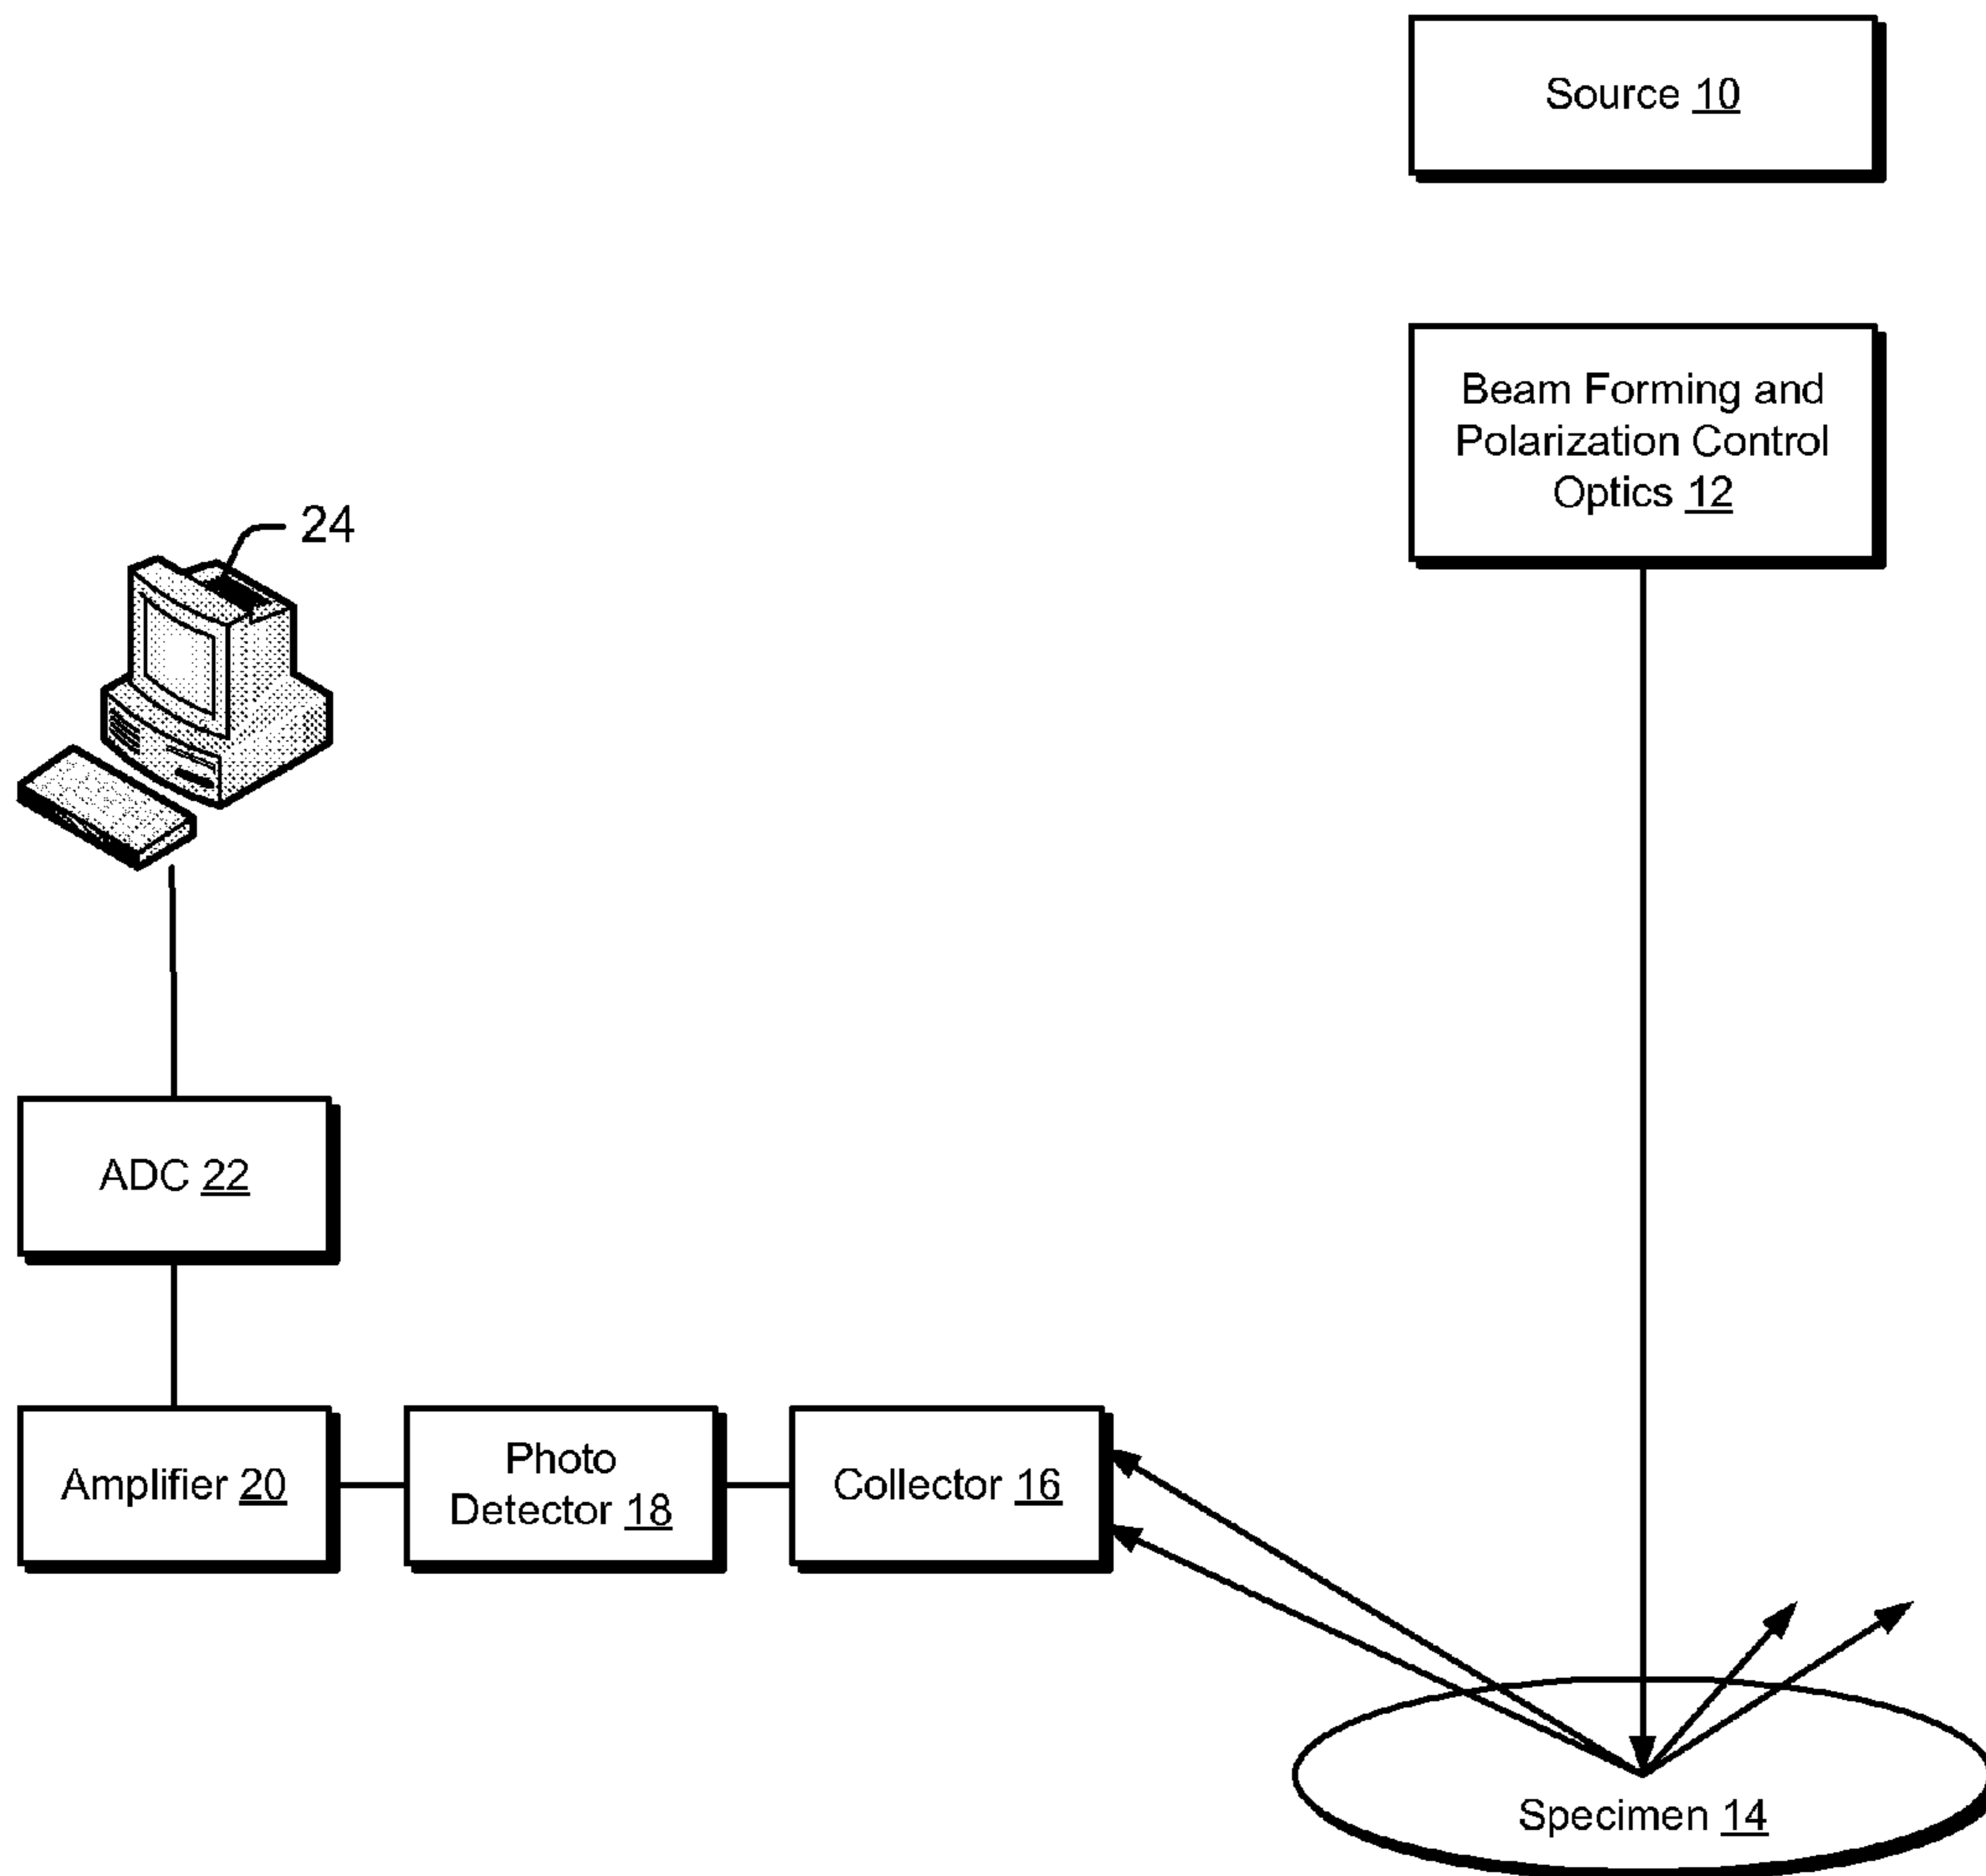 Source 10
Beam Forming and
Polarization Control
Optics 12
24
ADC 22
Amplifier 20
Photo
Detector 18
Collector 16
Specimen 14